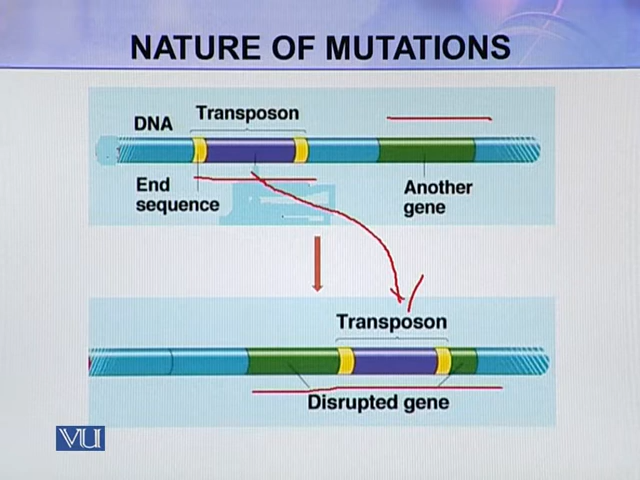 NATURE OF MUTATIONS
Transposon
DNA
End
sequence
Another
gene
Transposon
Disrupted gene
VU